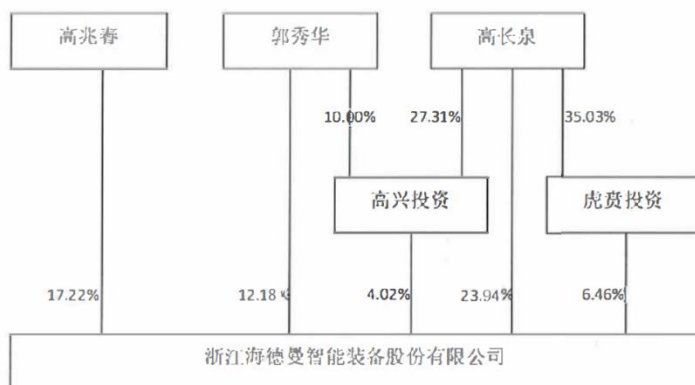 高兆春
郭秀华
高长泉
10.00%
27.31%
35.03%
高兴投资
虎贲投资
17.22%
12.18%
4.02%
23.94%
6.46%
浙江海德曼智能装备股份有限公司